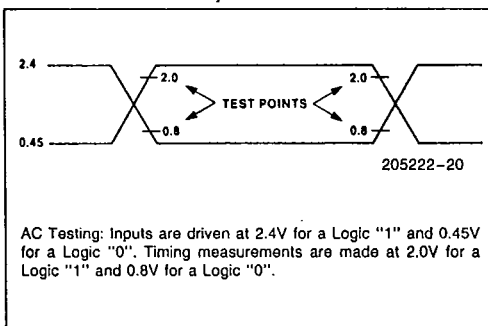 2.4
2.0
2.0
TEST POINTS
0.8
0.8
0.45
205222-20
AC Testing: Inputs are driven at 2.4V for a Logic "1" and 0.45V
for a Logic "0". Timing measurements are made at 2.0V for a
Logic "1" and 0.8V for a Logic "0".